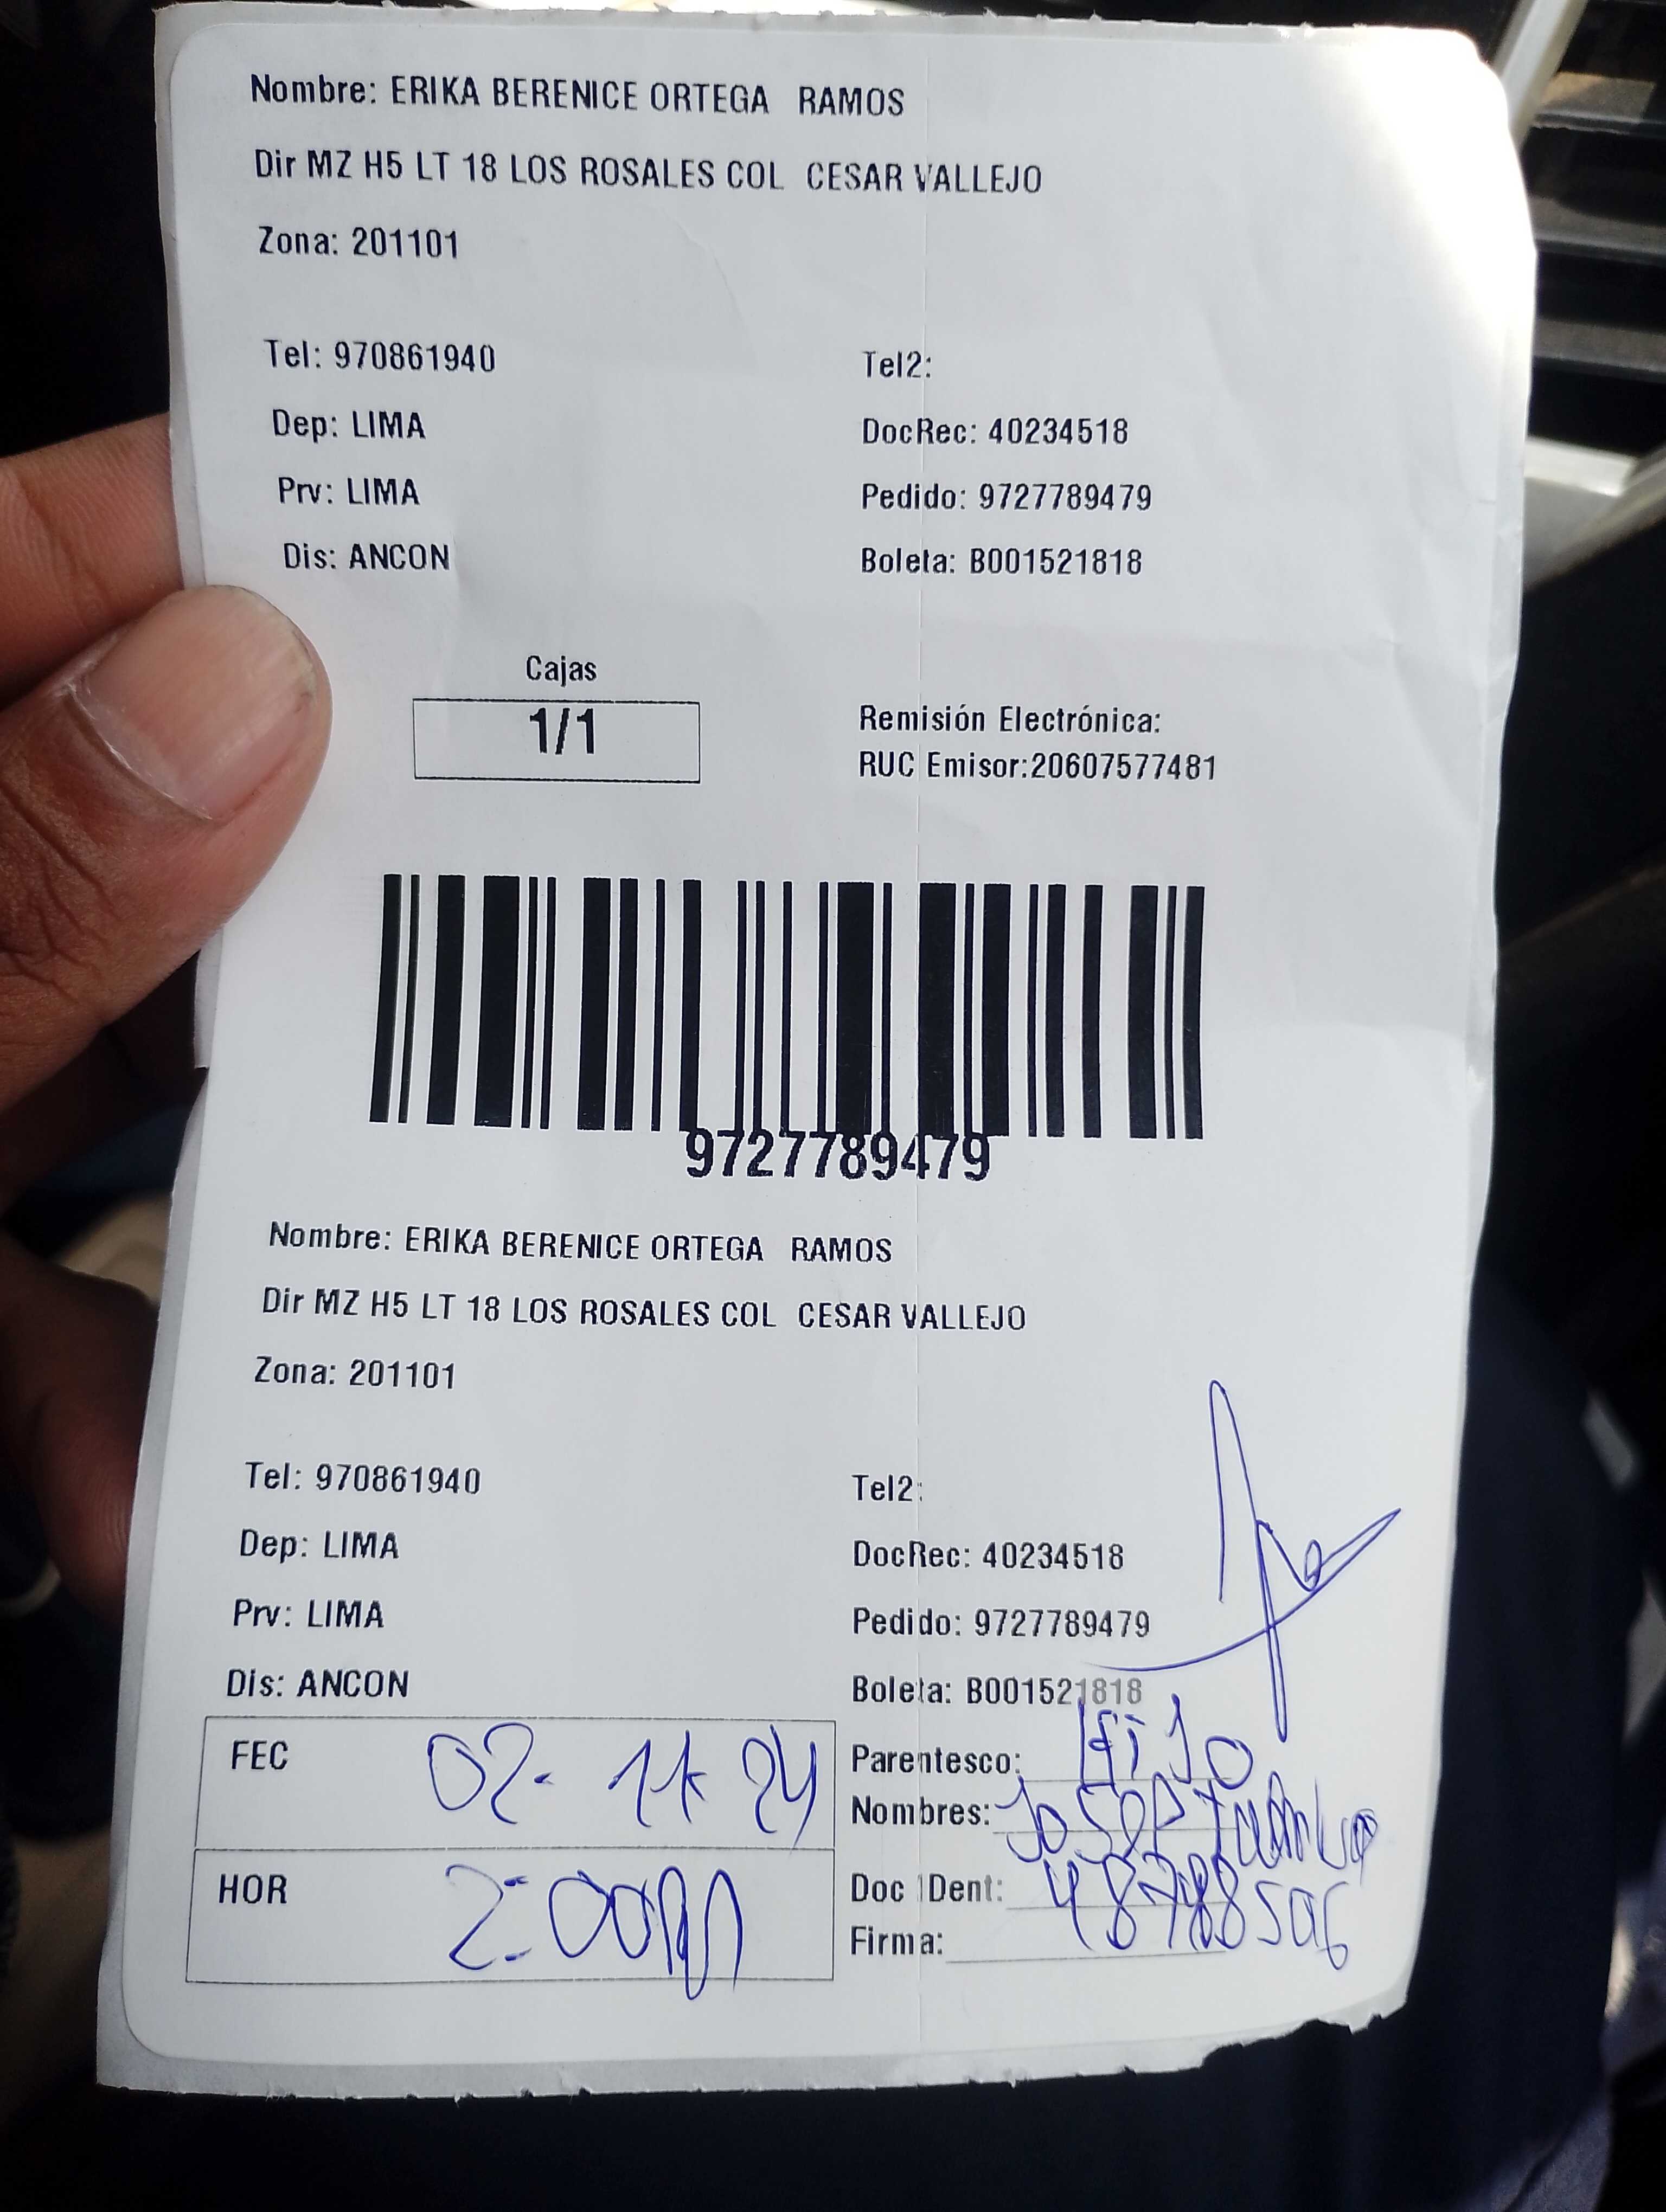 Nombre: ERIKA BERENICE ORTEGA RAMOS
Dir MZ H5 LT 18 LOS ROSALES COL CESAR VALLEJO
Zona: 201101
Tel: 970861940 Tel2:
Dep: LIMA DocRec: 40234518
Prv: LIMA Pedido: 9727789479
Dis: ANCON Boleta: B001521818
Cajas
1/1
Remisión Electrónica:
RUC Emisor:20607577481
9727789479
Nombre: ERIKA BERENICE ORTEGA RAMOS
Dir MZ H5 LT 18 LOS ROSALES COL CESAR VALLEJO
Zona: 201101
Tel: 970861940 Tel2:
Dep: LIMA DocRec: 40234518
Prv: LIMA Pedido: 9727789479
Dis: ANCON Boleta: B001521818
FEC 02-11-24
Parentesco: Hijo
Nombres: Josep
HOR 2:00
Doc IDent:
Firma: